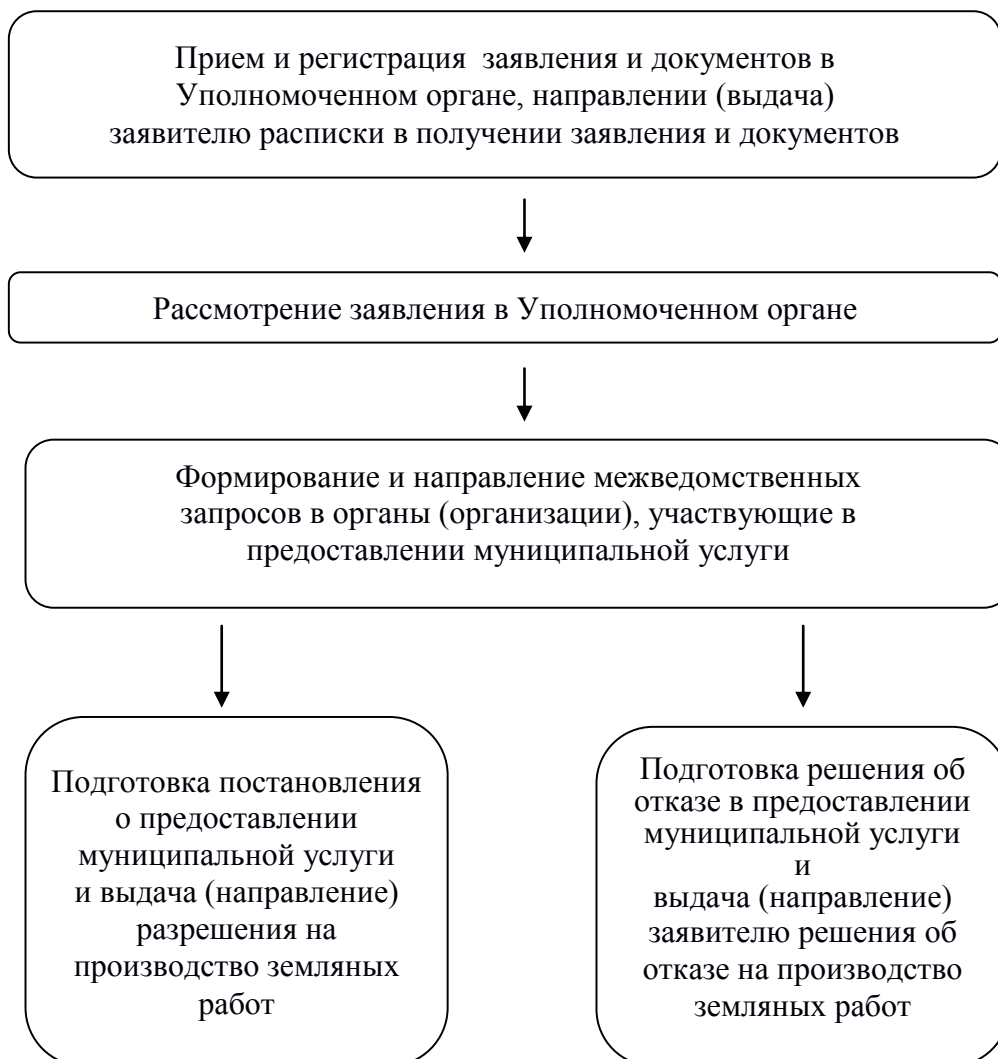 Прием и регистрация  заявления и документов в
Уполномоченном органе, направлении (выдача)
заявителю расписки в получении заявления и документов
Рассмотрение заявления в Уполномоченном органе
Формирование и направление межведомственных
запросов в органы (организации), участвующие в
предоставлении муниципальной услуги
Подготовка постановления
о предоставлении
муниципальной услуги
и выдача (направление)
разрешения на
производство земляных
работ
Подготовка решения об
отказе в предоставлении
муниципальной услуги
и
выдача (направление)
заявителю решения об
отказе на производство
земляных работ